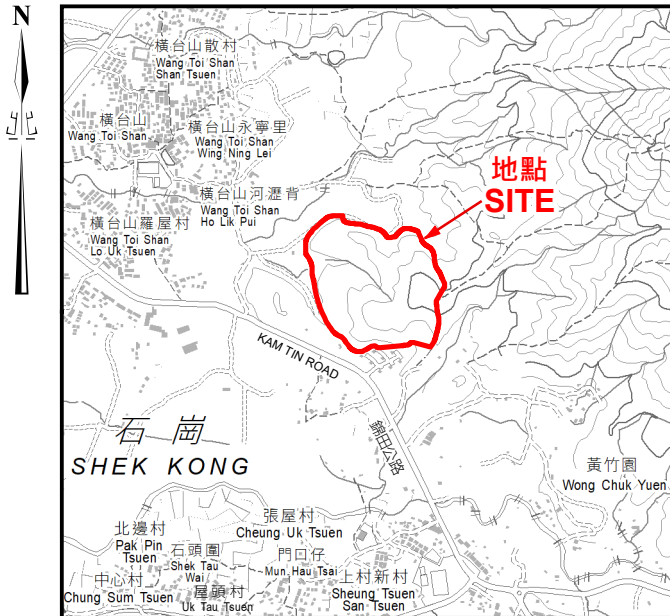 N
橫台山散村
Wang Toi Shan
Shan Tsuen
橫台山
Wang Toi Shan
橫台山永寧里
Wang Toi Shan
Wing Ning Lei
地點
SITE
橫台山河瀝背
Wang Toi Shan
Ho Lik Pui
橫台山羅屋村
Wang Toi Shan
Lo Uk Tsuen
KAM TIN ROAD
錦田公路
石崗
SHEK KONG
黃竹園
Wong Chuk Yuen
張屋村
Cheung Uk Tsuen
北邊村
Pak Pin
Tsuen
石頭圍
Shek Tau
Wai
門口仔
Mun Hau Tsai
中心村
Chung Sum Tsuen
屋頭村
Uk Tau Tsuen
上村新村
Sheung Tsuen
San Tsuen